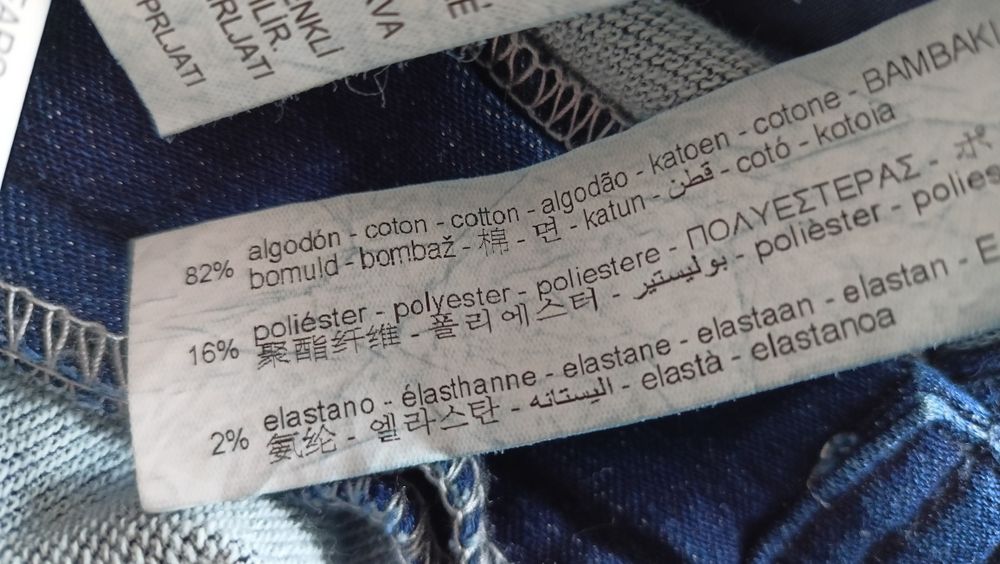 ENKLİ
İLİR.
IRLJATI
PRLJATI
82% algodón - coton - cotton - algodão - katoen - cotone - BAMBAKI
bomuld - bombaž - 棉 - 면 - katun - قطن - cotó - kotoia
16% poliéster - polyester - poliestere - ΠΟΛΥΕΣΤΕΡΑΣ - ポ
聚酯纤维 - 폴리에스터 - بوليستير - polièster - polies
2% elastano - élasthanne - elastane - elastaan - elastan - E
氨纶 - 엘라스탄 - اليستانه - elastà - elastanoa